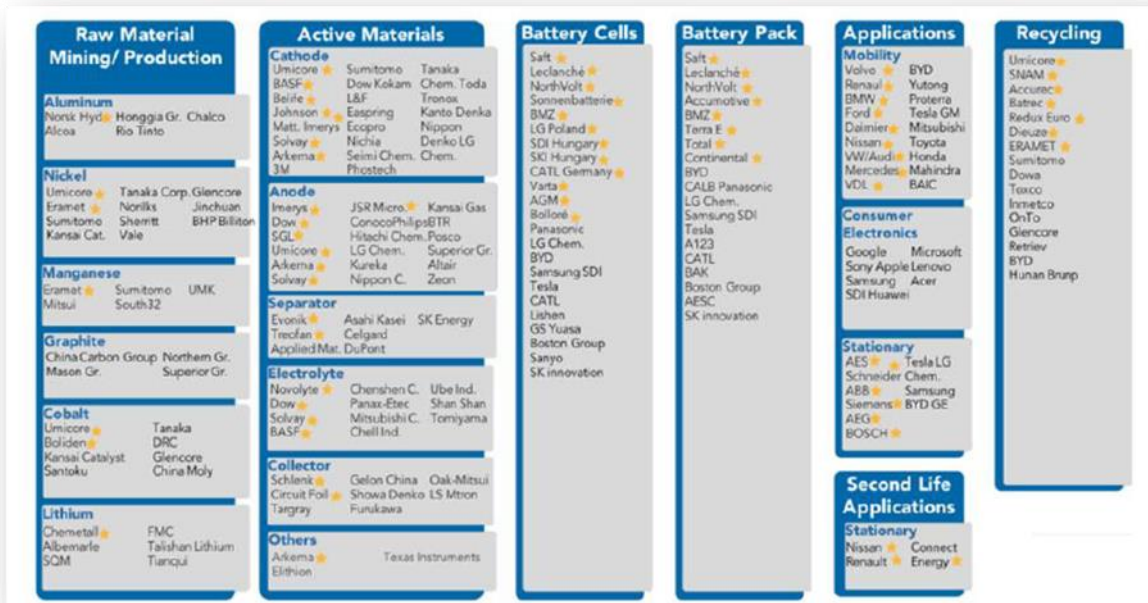 Raw Material
Mining/ Production
Aluminum
Norsk Hyd Honggia Gr. Chalco
Alcoa Rio Tinto
Nickel
Umicore Tanaka Corp. Glencore
Eramet Norilks Jinchuan
Sumitomo Sherritt BHP Billiton
Kansai Cat. Vale
Manganese
Eramet Sumitomo UMK
Mitsui South32
Graphite
China Carbon Group Northern Gr.
Mason Gr. Superior Gr.
Cobalt
Umicore Tanaka
Boliden DRC
Kansai Catalyst Glencore
Santoku China Moly
Lithium
Chemetall FMC
Albemarle Talishan Lithium
SQM Tianqui
Active Materials
Cathode
Umicore Sumitomo Tanaka
BASF Dow Kokam Chem. Toda
Belife L&F Tronox
Johnson Easpring Kanto Denka
Matt. Imerys Ecopro Nippon
Solvay Nichia Denko LG
Arkema Seimi Chem. Chem.
3M Phostech
Anode
Imerys JSR Micro. Kansai Gas
Dow ConocoPhilips BTR
SGL Hitachi Chem. Posco
Umicore LG Chem. Superior Gr.
Arkema Kureka Altair
Solvay Nippon C. Zeon
Separator
Evonik Asahi Kasei SK Energy
Treofan Celgard
Applied Mat. DuPont
Electrolyte
Novolyte Chenshen C. Ube Ind.
Dow Panax-Etec Shan Shan
Solvay Mitsubishi C. Tomiyama
BASF Cheil Ind.
Collector
Schlenk Gelon China Oak-Mitsui
Circuit Foil Showa Denko LS Mtron
Targray Furukawa
Others
Arkema Texas Instruments
Elithion
Battery Cells
Saft
Leclanché
NorthVolt
Sonnenbatterie
BMZ
LG Poland
SDI Hungary
SKI Hungary
CATL Germany
Varta
AGM
Bolloré
Panasonic
LG Chem.
BYD
Samsung SDI
Tesla
CATL
Lishen
GS Yuasa
Boston Group
Sanyo
SK innovation
Battery Pack
Saft
Leclanché
NorthVolt
Accumotive
BMZ
Terra E
Total
Continental
BYD
CALB Panasonic
LG Chem.
Samsung SDI
Tesla
A123
CATL
BAK
Boston Group
AESC
SK innovation
Applications
Mobility
Volvo BYD
Renaul Yutong
BMW Proterra
Ford Tesla GM
Daimler Mitsubishi
Nissan Toyota
VW/Audi Honda
Mercedes Mahindra
VDL BAIC
Consumer
Electronics
Google Microsoft
Sony Apple Lenovo
Samsung Acer
SDI Huawei
Stationary
AES Tesla LG
Schneider Chem.
ABB Samsung
Siemens BYD GE
AEG
BOSCH
Second Life
Applications
Stationary
Nissan Connect
Renault Energy
Recycling
Umicore
SNAM
Accurec
Batrec
Redux Euro
Dieuze
ERAMET
Sumitomo
Dowa
Toxco
Inmetco
OnTo
Glencore
Retriev
BYD
Hunan Brunp